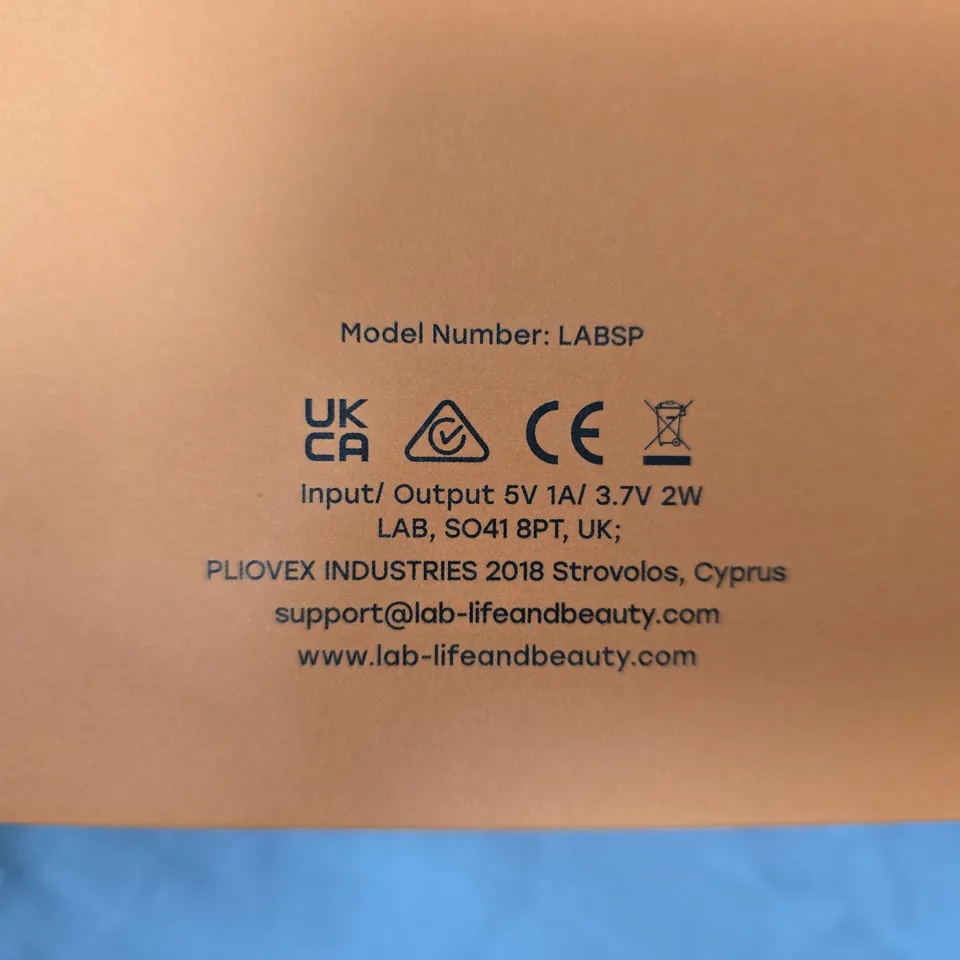 Model Number: LABSP
UK
CA
CE
Input/ Output 5V 1A/ 3.7V 2W
LAB, SO41 8PT, UK;
PLIOVEX INDUSTRIES 2018 Strovolos, Cyprus
support@lab-lifeandbeauty.com
www.lab-lifeandbeauty.com